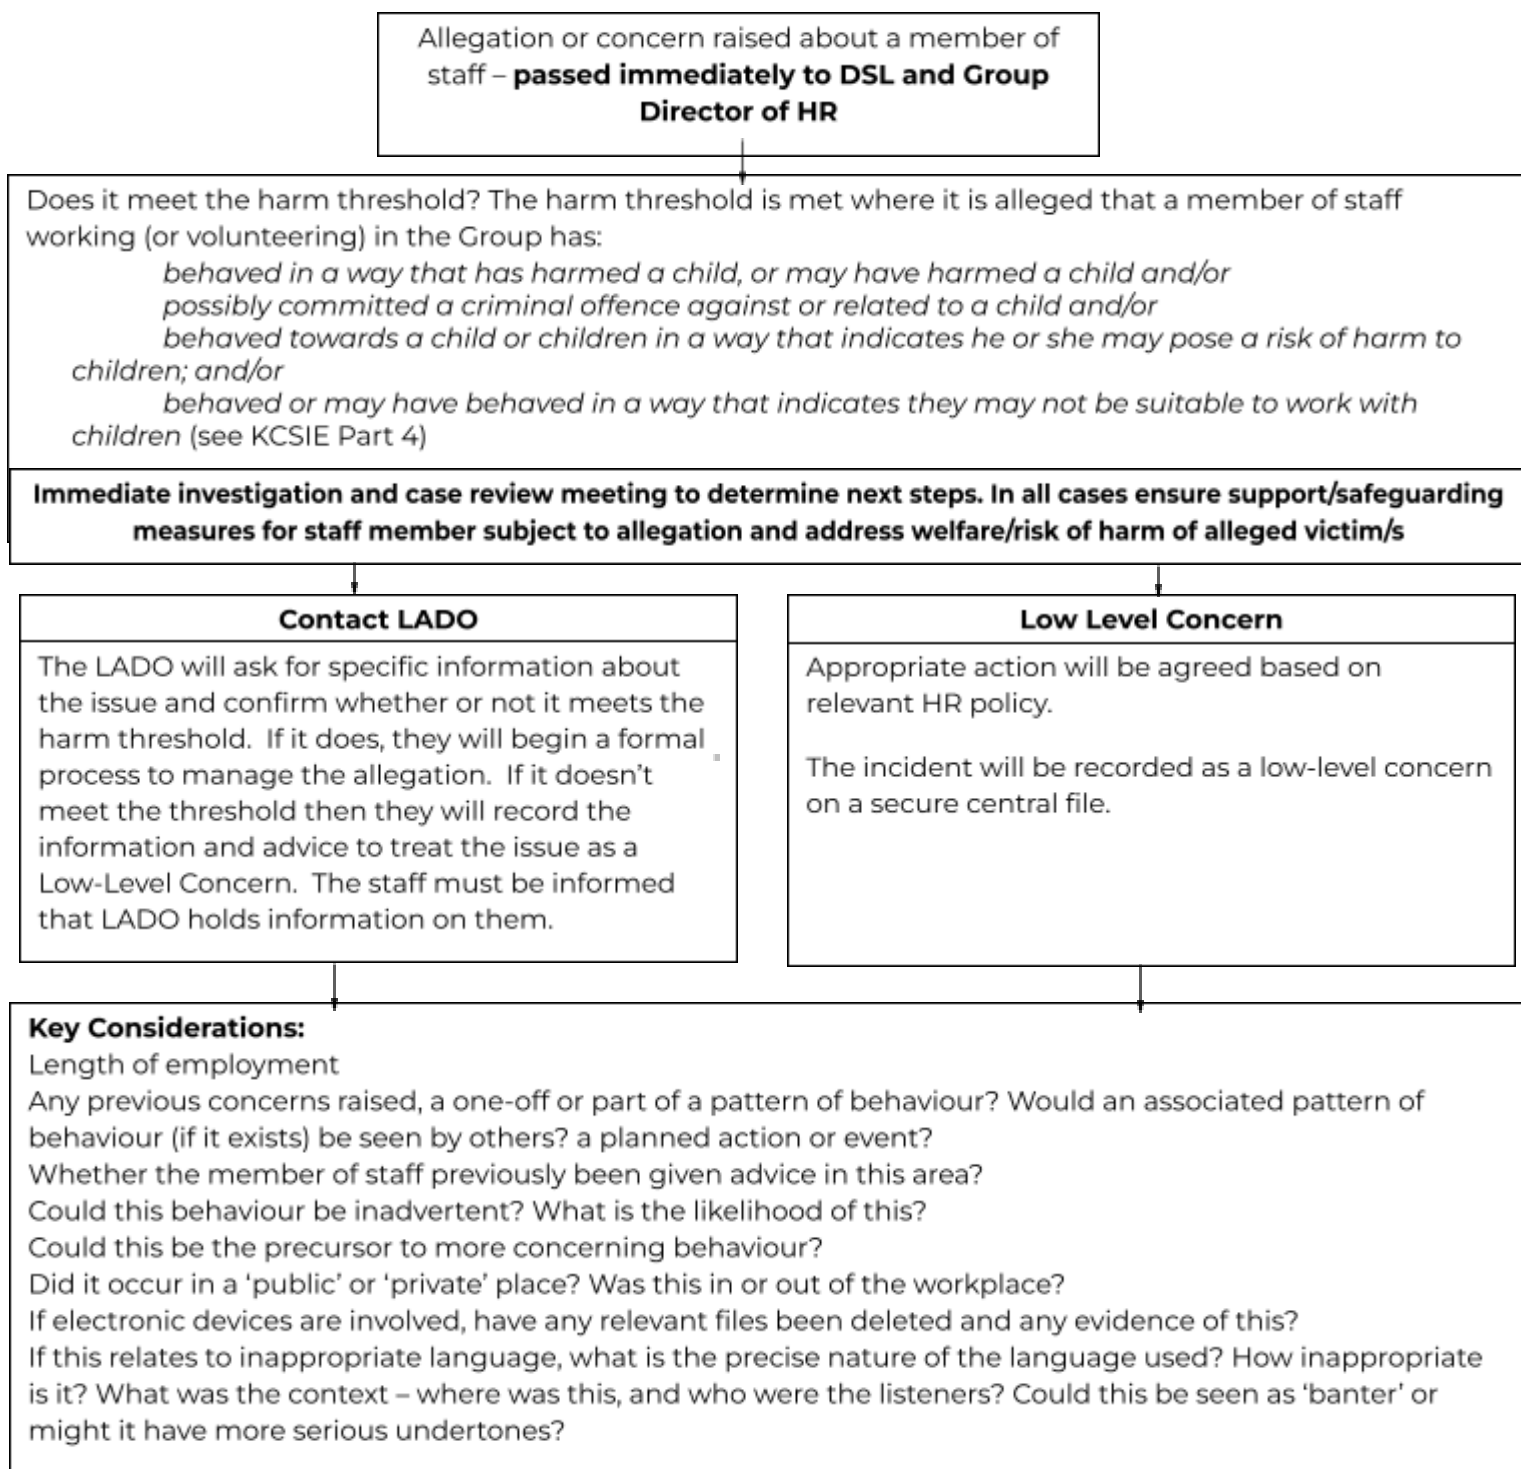 Allegation or concern raised about a member of
staff – passed immediately to DSL and Group
Director of HR
Does it meet the harm threshold? The harm threshold is met where it is alleged that a member of staff
working (or volunteering) in the Group has:
behaved in a way that has harmed a child, or may have harmed a child and/or
possibly committed a criminal offence against or related to a child and/or
behaved towards a child or children in a way that indicates he or she may pose a risk of harm to
children; and/or
behaved or may have behaved in a way that indicates they may not be suitable to work with
children (see KCSIE Part 4)
Immediate investigation and case review meeting to determine next steps. In all cases ensure support/safeguarding
measures for staff member subject to allegation and address welfare/risk of harm of alleged victim/s
Contact LADO
The LADO will ask for specific information about
the issue and confirm whether or not it meets the
harm threshold.  If it does, they will begin a formal
process to manage the allegation.  If it doesn’t
meet the threshold then they will record the
information and advice to treat the issue as a
Low-Level Concern.  The staff must be informed
that LADO holds information on them.
Low Level Concern
Appropriate action will be agreed based on
relevant HR policy.
The incident will be recorded as a low-level concern
on a secure central file.
Key Considerations:
Length of employment
Any previous concerns raised, a one-off or part of a pattern of behaviour? Would an associated pattern of
behaviour (if it exists) be seen by others? a planned action or event?
Whether the member of staff previously been given advice in this area?
Could this behaviour be inadvertent? What is the likelihood of this?
Could this be the precursor to more concerning behaviour?
Did it occur in a ‘public’ or ‘private’ place? Was this in or out of the workplace?
If electronic devices are involved, have any relevant files been deleted and any evidence of this?
If this relates to inappropriate language, what is the precise nature of the language used? How inappropriate
is it? What was the context – where was this, and who were the listeners? Could this be seen as ‘banter’ or
might it have more serious undertones?